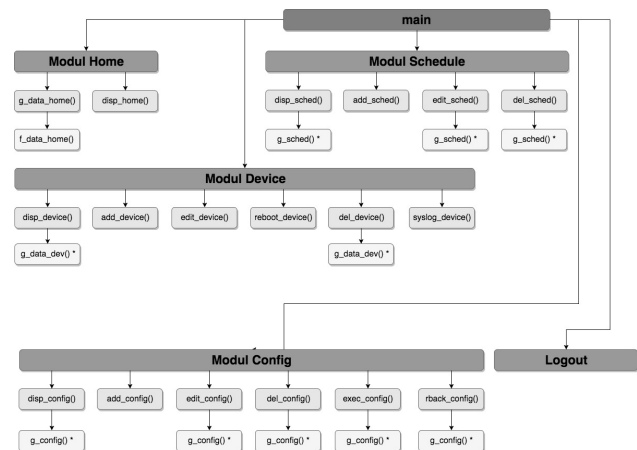 main
Modul Home
Modul Schedule
g_data_home() disp_home() disp_sched() add_sched() edit_sched() del_sched()
f_data_home() g_sched() * g_sched() * g_sched() *
Modul Device
disp_device() add_device() edit_device() reboot_device() del_device() syslog_device()
g_data_dev() * g_data_dev() *
Modul Config
Logout
disp_config() add_config() edit_config() del_config() exec_config() rback_config()
g_config() * g_config() * g_config() * g_config() * g_config() *